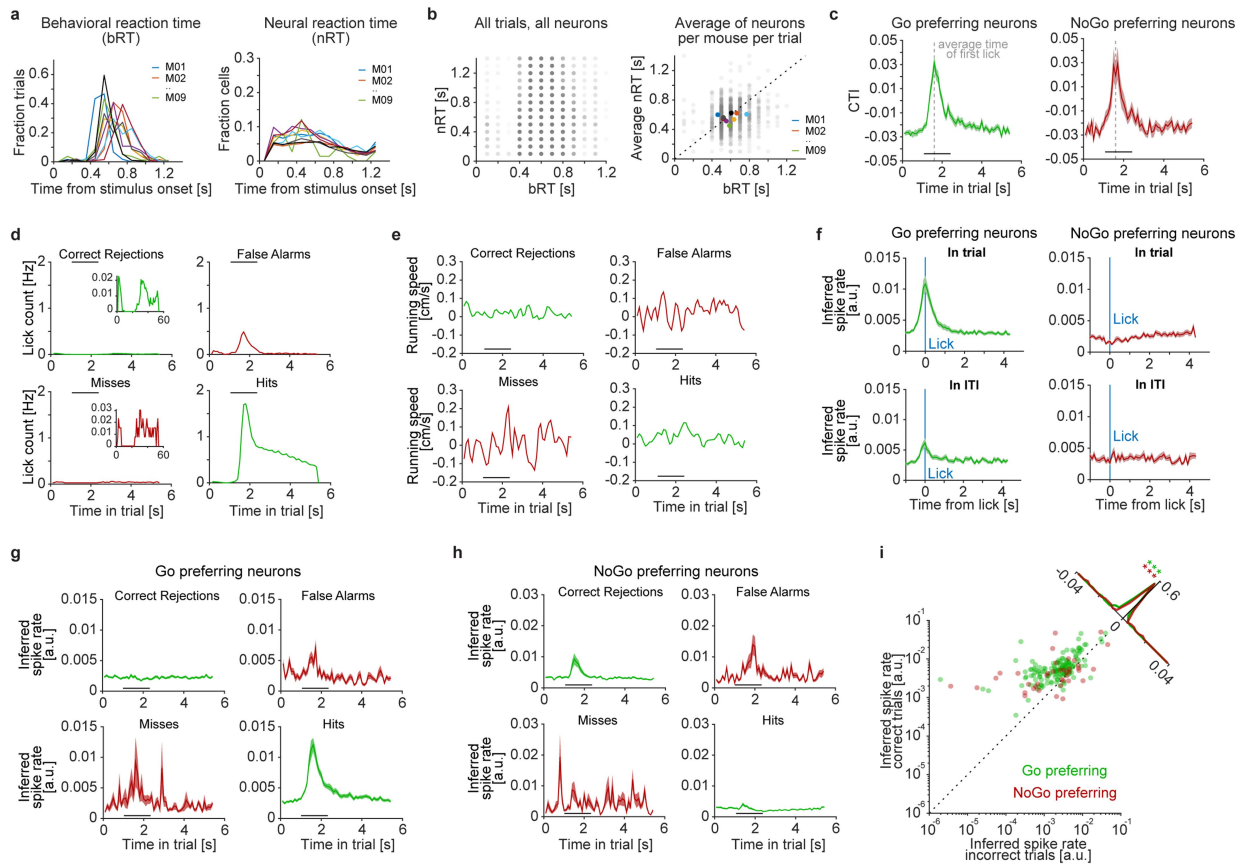 a
Behavioral reaction time
(bRT)
Fraction trials
0.6
0.4
0.2
0
0 0.4 0.8 1.2
Time from stimulus onset [s]
M01
M02
..
M09
Neural reaction time
(nRT)
Fraction cells
0.4
0.3
0.2
0.1
0
0 0.4 0.8 1.2
Time from stimulus onset [s]
M01
M02
..
M09
b
All trials, all neurons
nRT [s]
1.2
0.8
0.4
0
0 0.4 0.8 1.2
bRT [s]
Average of neurons
per mouse per trial
Average nRT [s]
1.4
1.0
0.6
0.2
0 0.4 0.8 1.2
bRT [s]
M01
M02
..
M09
c
Go preferring neurons
CTI
0.05
0.03
0.01
-0.01
-0.03
-0.05
0 2 4 6
Time in trial [s]
average time
of first lick
NoGo preferring neurons
0.05
0.03
0.01
-0.01
-0.03
-0.05
0 2 4 6
Time in trial [s]
d
Lick count [Hz]
Correct Rejections
2
1
0
0 2 4 6
0.02
0.01
0
0 60
False Alarms
2
1
0
0 2 4 6
Lick count [Hz]
Misses
2
1
0
0 2 4 6
Time in trial [s]
0.03
0.02
0.01
0
0 40 60
Hits
2
1
0
0 2 4 6
Time in trial [s]
e
Running speed
[cm/s]
Correct Rejections
0.3
0.2
0.1
0
-0.1
-0.2
0 2 4 6
False Alarms
0.3
0.2
0.1
0
-0.1
-0.2
0 2 4 6
Running speed
[cm/s]
Misses
0.3
0.2
0.1
0
-0.1
-0.2
0 2 4 6
Time in trial [s]
Hits
0.3
0.2
0.1
0
-0.1
-0.2
0 2 4 6
Time in trial [s]
f
Go preferring neurons
NoGo preferring neurons
Inferred
spike rate
[a.u.]
In trial
0.015
0.01
0.005
0
0 2 4
Lick
In trial
0.015
0.01
0.005
0
0 2 4
Lick
Inferred
spike rate
[a.u.]
In ITI
0.015
0.01
0.005
0
0 2 4
Lick
Time from lick [s]
In ITI
0.015
0.01
0.005
0
0 2 4
Lick
Time from lick [s]
g
Go preferring neurons
Inferred
spike rate
[a.u.]
Correct Rejections
0.015
0.01
0.005
0
0 2 4 6
False Alarms
0.015
0.01
0.005
0
0 2 4 6
Inferred
spike rate
[a.u.]
Misses
0.015
0.01
0.005
0
0 2 4 6
Time in trial [s]
Hits
0.015
0.01
0.005
0
0 2 4 6
Time in trial [s]
h
NoGo preferring neurons
Inferred
spike rate
[a.u.]
Correct Rejections
0.03
0.02
0.01
0
0 2 4 6
False Alarms
0.03
0.02
0.01
0
0 2 4 6
Inferred
spike rate
[a.u.]
Misses
0.03
0.02
0.01
0
0 2 4 6
Time in trial [s]
Hits
0.03
0.02
0.01
0
0 2 4 6
Time in trial [s]
i
-0.04
0.6
0
0.04
***
***
Inferred spike rate
correct trials [a.u.]
10-1
10-2
10-3
10-4
10-5
10-6
10-6 10-5 10-4 10-3 10-2 10-1
Go preferring
NoGo preferring
Inferred spike rate
incorrect trials [a.u.]